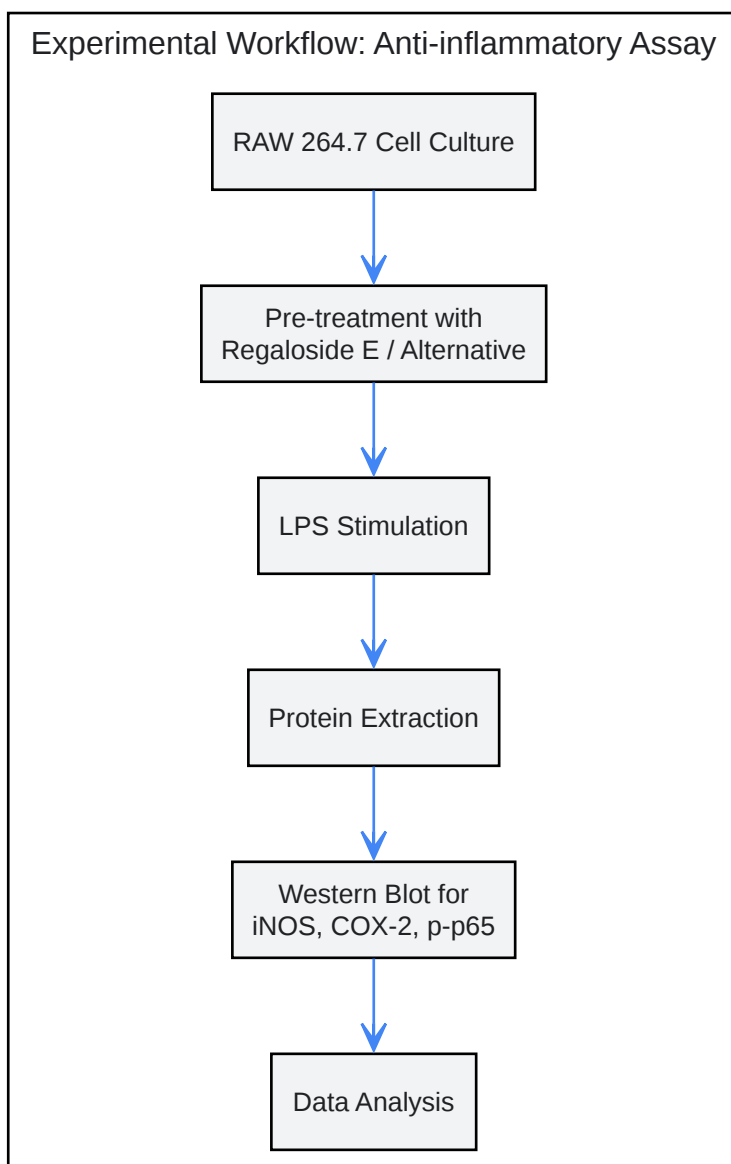 Experimental Workflow: Anti-inflammatory Assay
RAW 264.7 Cell Culture
Pre-treatment with
Regaloside E / Alternative
LPS Stimulation
Protein Extraction
Western Blot for
iNOS, COX-2, p-p65
Data Analysis